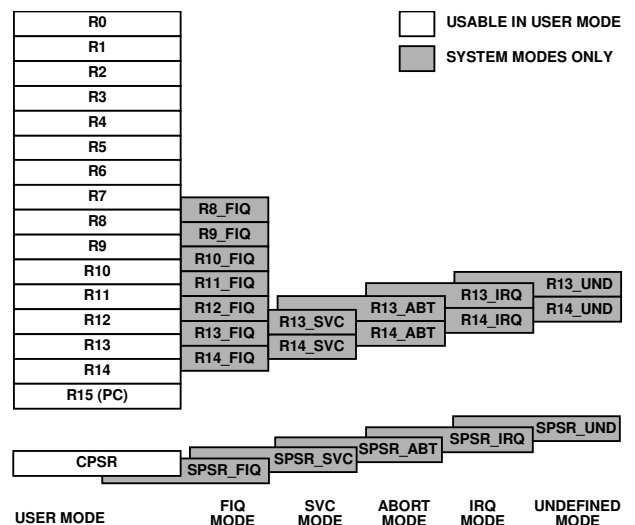 R0
R1
R2
R3
R4
R5
R6
R7
R8
R9
R10
R11
R12
R13
R14
R15 (PC)
R8_FIQ
R9_FIQ
R10_FIQ
R11_FIQ
R12_FIQ
R13_FIQ
R14_FIQ
R13_SVC
R14_SVC
R13_ABT
R14_ABT
R13_IRQ
R14_IRQ
R13_UND
R14_UND
USABLE IN USER MODE
SYSTEM MODES ONLY
CPSR
SPSR_FIQ
SPSR_SVC
SPSR_ABT
SPSR_IRQ
SPSR_UND
USER MODE
FIQ
MODE
SVC
MODE
ABORT
MODE
IRQ
MODE
UNDEFINED
MODE